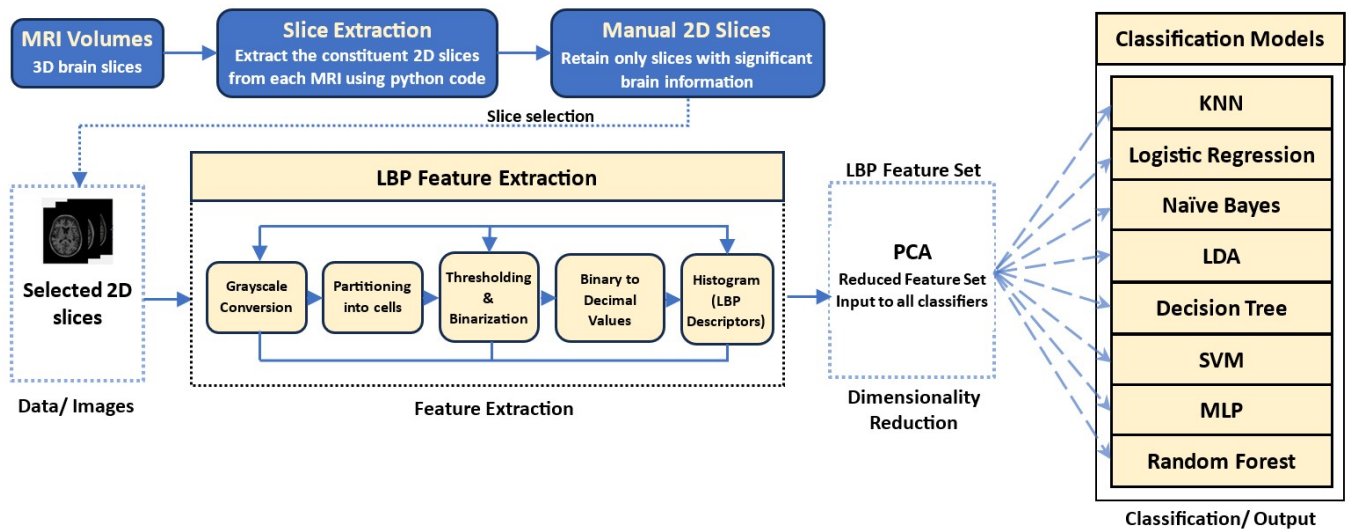 MRI Volumes
3D brain slices
Slice Extraction
Extract the constituent 2D slices
from each MRI using python code
Manual 2D Slices
Retain only slices with significant
brain information
Slice selection
Selected 2D
slices
Data/ Images
LBP Feature Extraction
Grayscale
Conversion
Partitioning
into cells
Thresholding
&
Binarization
Binary to
Decimal
Values
Histogram
(LBP
Descriptors)
Feature Extraction
LBP Feature Set
PCA
Reduced Feature Set
Input to all classifiers
Dimensionality
Reduction
Classification Models
KNN
Logistic Regression
Naïve Bayes
LDA
Decision Tree
SVM
MLP
Random Forest
Classification/ Output